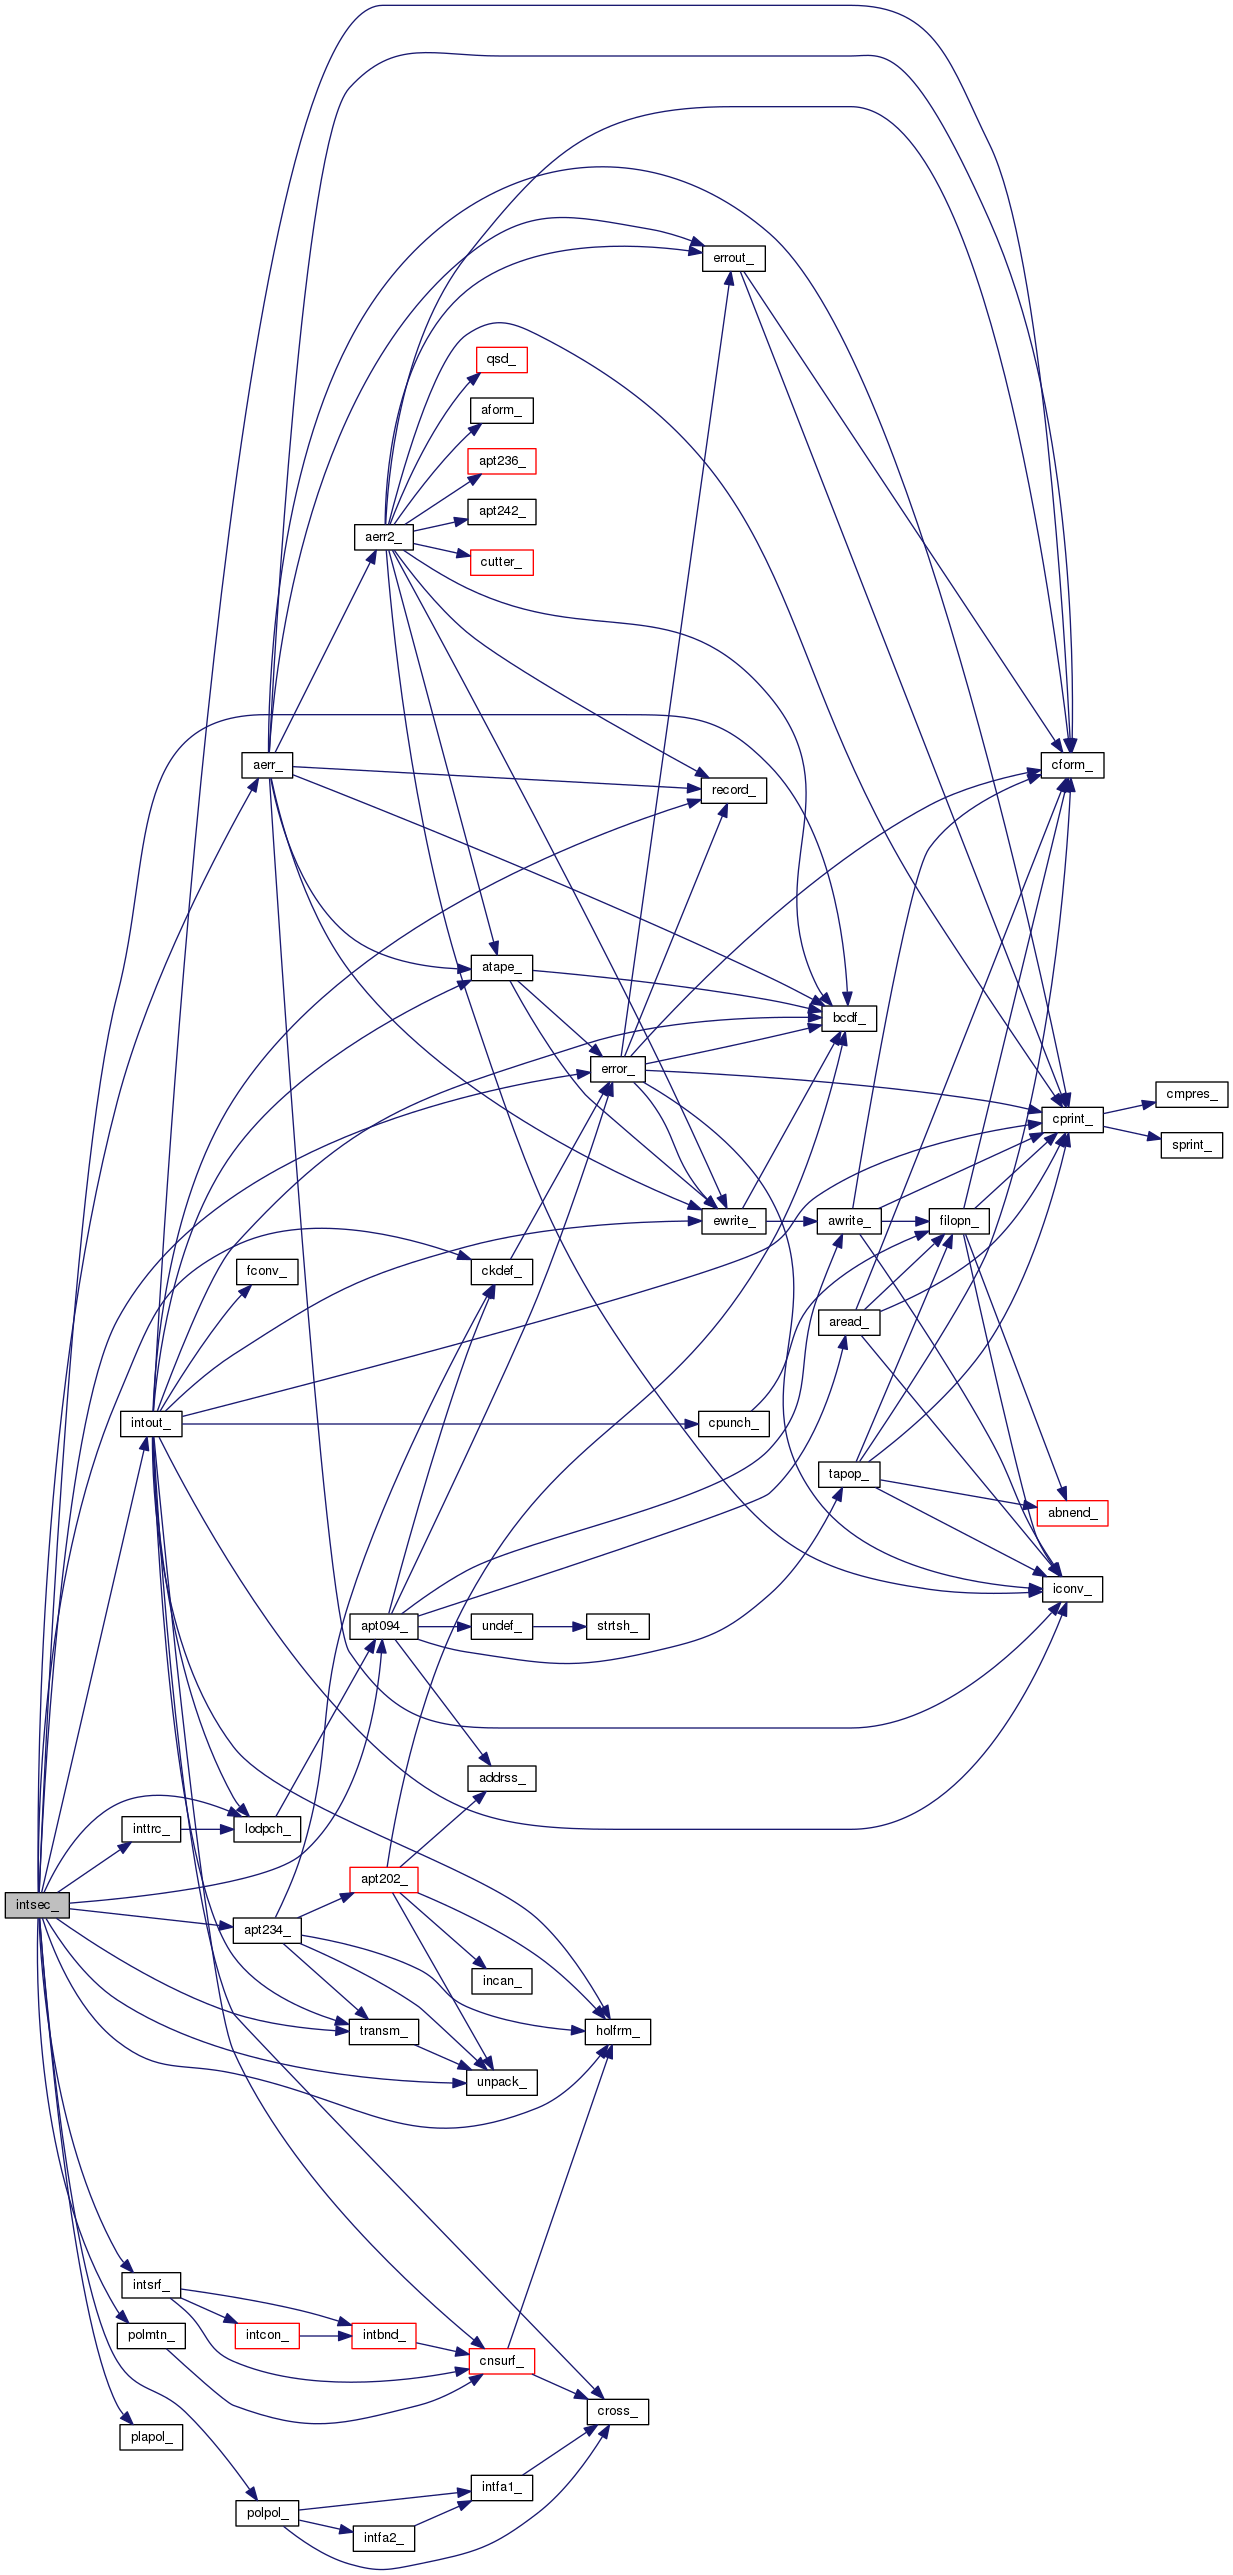 errout_
qsd_
aform_
apt236_
apt242_
aerr2_
cutter_
aerr_
cform_
record_
atape_
bcdf_
error_
cmpres_
cprint_
sprint_
ewrite_
awrite_
filopn_
fconv_
ckdef_
aread_
intout_
cpunch_
tapop_
abnend_
iconv_
apt094_
undef_
strtsh_
addrss_
inttrc_
lodpch_
apt202_
intsec_
apt234_
incan_
transm_
holfrm_
unpack_
intsrf_
polmtn_
intcon_
intbnd_
cnsurf_
cross_
plapol_
intfa1_
polpol_
intfa2_